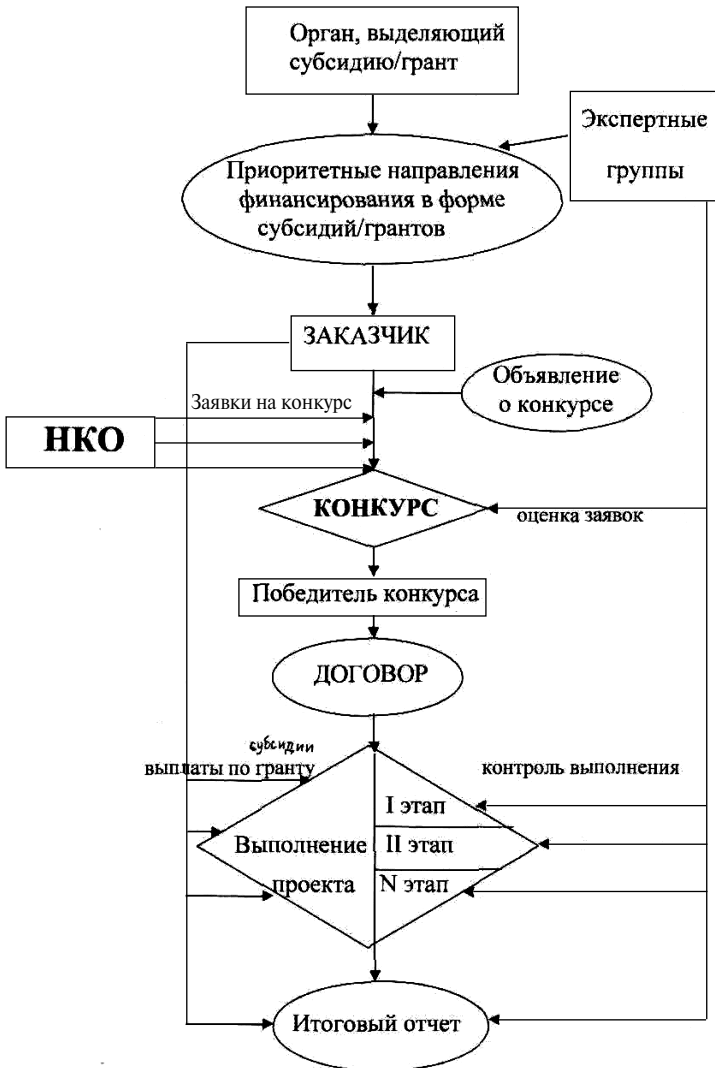 Орган, выделяющий
субсидию/грант
Экспертные
группы
Приоритетные направления
финансирования в форме
субсидий/грантов
ЗАКАЗЧИК
Объявление
о конкурсе
Заявки на конкурс
НКО
КОНКУРС
оценка заявок
Победитель конкурса
ДОГОВОР
субсидии
выплаты по гранту
контроль выполнения
I этап
II этап
N этап
Выполнение
проекта
Итоговый отчет